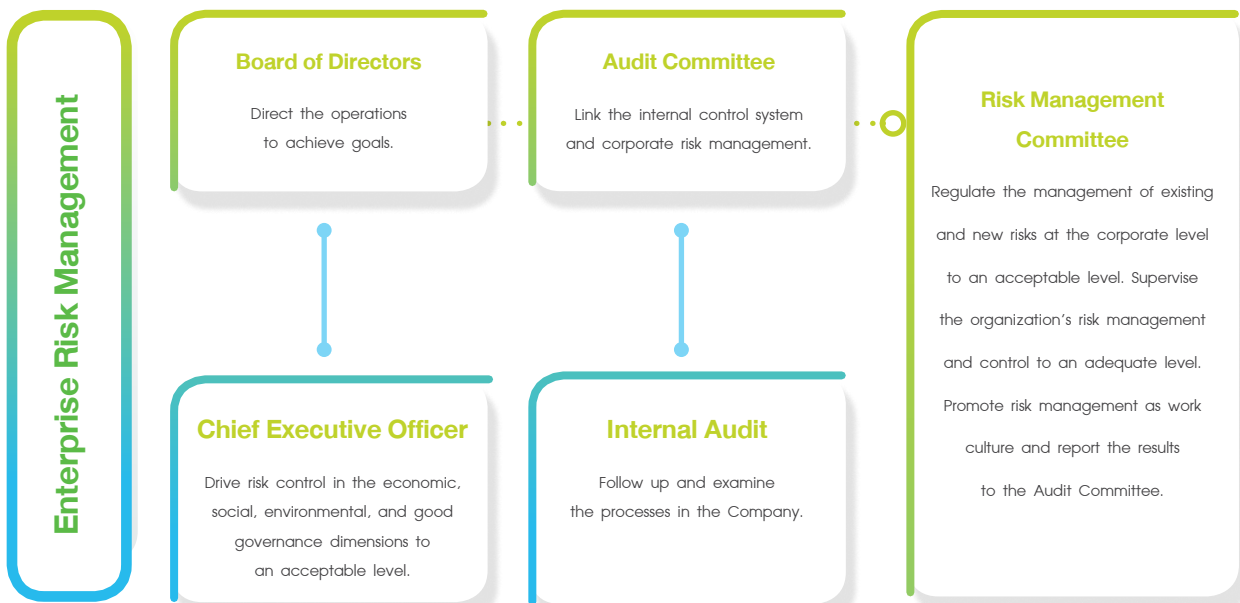 Enterprise Risk Management
Board of Directors
Direct the operations
to achieve goals.
Audit Committee
Link the internal control system
and corporate risk management.
Risk Management
Committee
Regulate the management of existing
and new risks at the corporate level
to an acceptable level. Supervise
the organization's risk management
and control to an adequate level.
Promote risk management as work
culture and report the results
to the Audit Committee.
Chief Executive Officer
Drive risk control in the economic,
social, environmental, and good
governance dimensions to
an acceptable level.
Internal Audit
Follow up and examine
the processes in the Company.